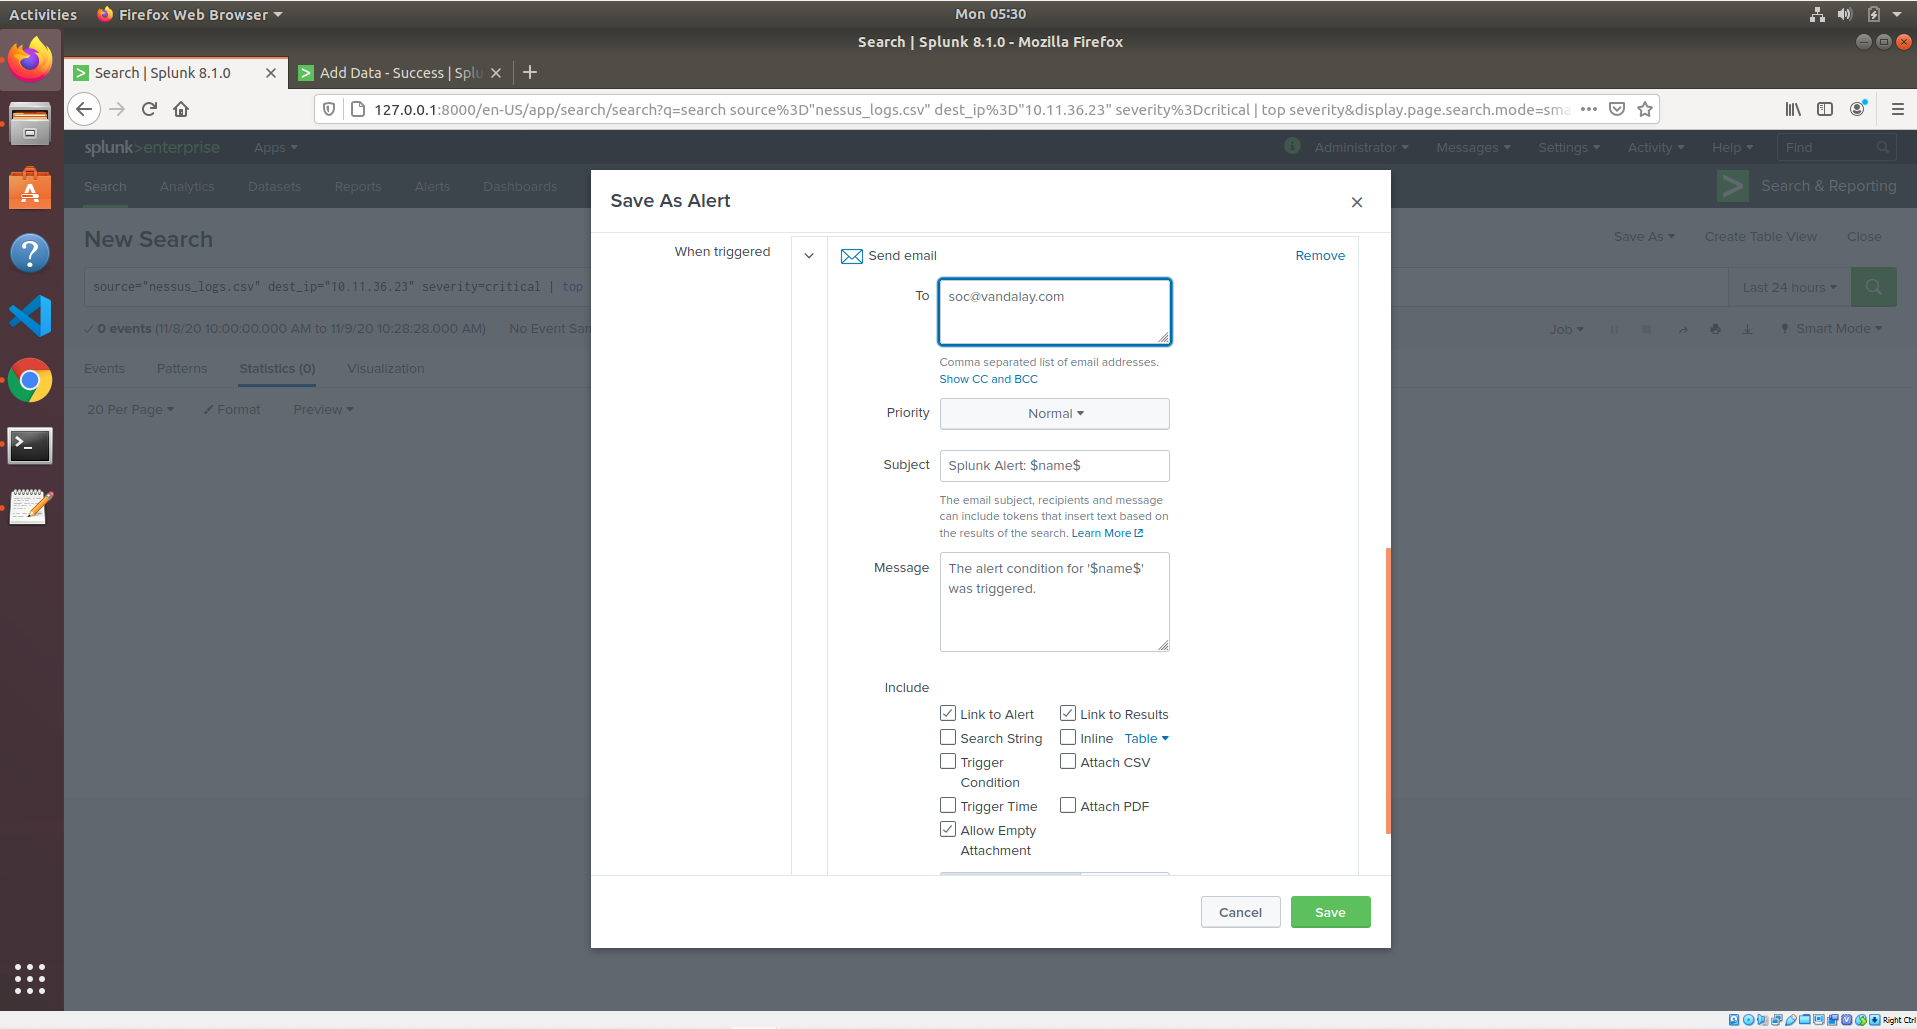 Activities Firefox Web Browser Mon 05:30
Search | Splunk 8.1.0 - Mozilla Firefox
Search | Splunk 8.1.0 Add Data - Success | Splu
127.0.0.1:8000/en-US/app/search/search?q=search source%3D"nessus_logs.csv" dest_ip%3D"10.11.36.23" severity%3Dcritical | top severity&display.page.search.mode=sma
splunk>enterprise Apps Administrator Messages Settings Activity Help Find
Search Analytics Datasets Reports Alerts Dashboards Search & Reporting
Save As Alert
New Search Save As Create Table View Close
When triggered Send email Remove
source="nessus_logs.csv" dest_ip="10.11.36.23" severity=critical | top Last 24 hours
To soc@vandalay.com
0 events (11/8/20 10:00:00.000 AM to 11/9/20 10:28:28.000 AM) No Event Sam Job Smart Mode
Comma separated list of email addresses.
Show CC and BCC
Events Patterns Statistics (0) Visualization
20 Per Page Format Preview
Priority Normal
Subject Splunk Alert: $name$
The email subject, recipients and message
can include tokens that insert text based on
the results of the search. Learn More
Message The alert condition for '$name$'
was triggered.
Include
Link to Alert Link to Results
Search String Inline Table
Trigger Attach CSV
Condition
Trigger Time Attach PDF
Allow Empty
Attachment
Cancel Save
Right Ctrl